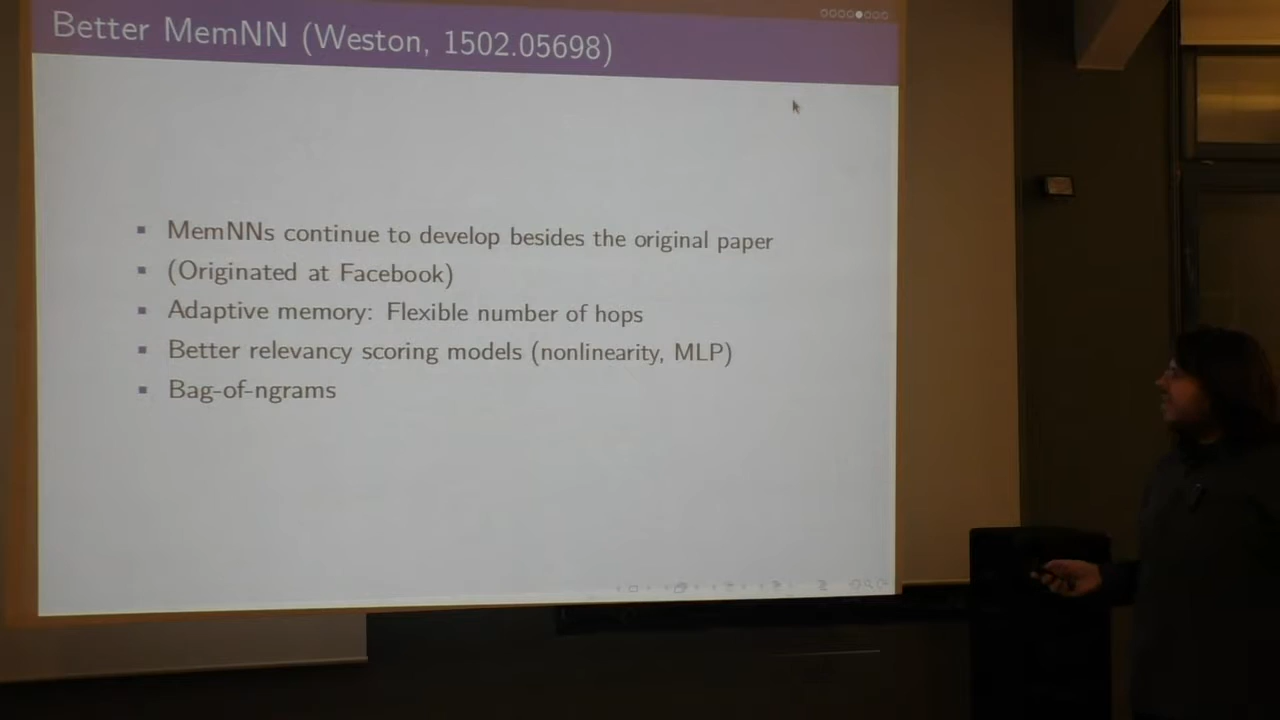 Better MemNN (Weston, 1502.05698)
MemNNs continue to develop besides the original paper
(Originated at Facebook)
Adaptive memory: Flexible number of hops
Better relevancy scoring models (nonlinearity, MLP)
Bag-of-ngrams